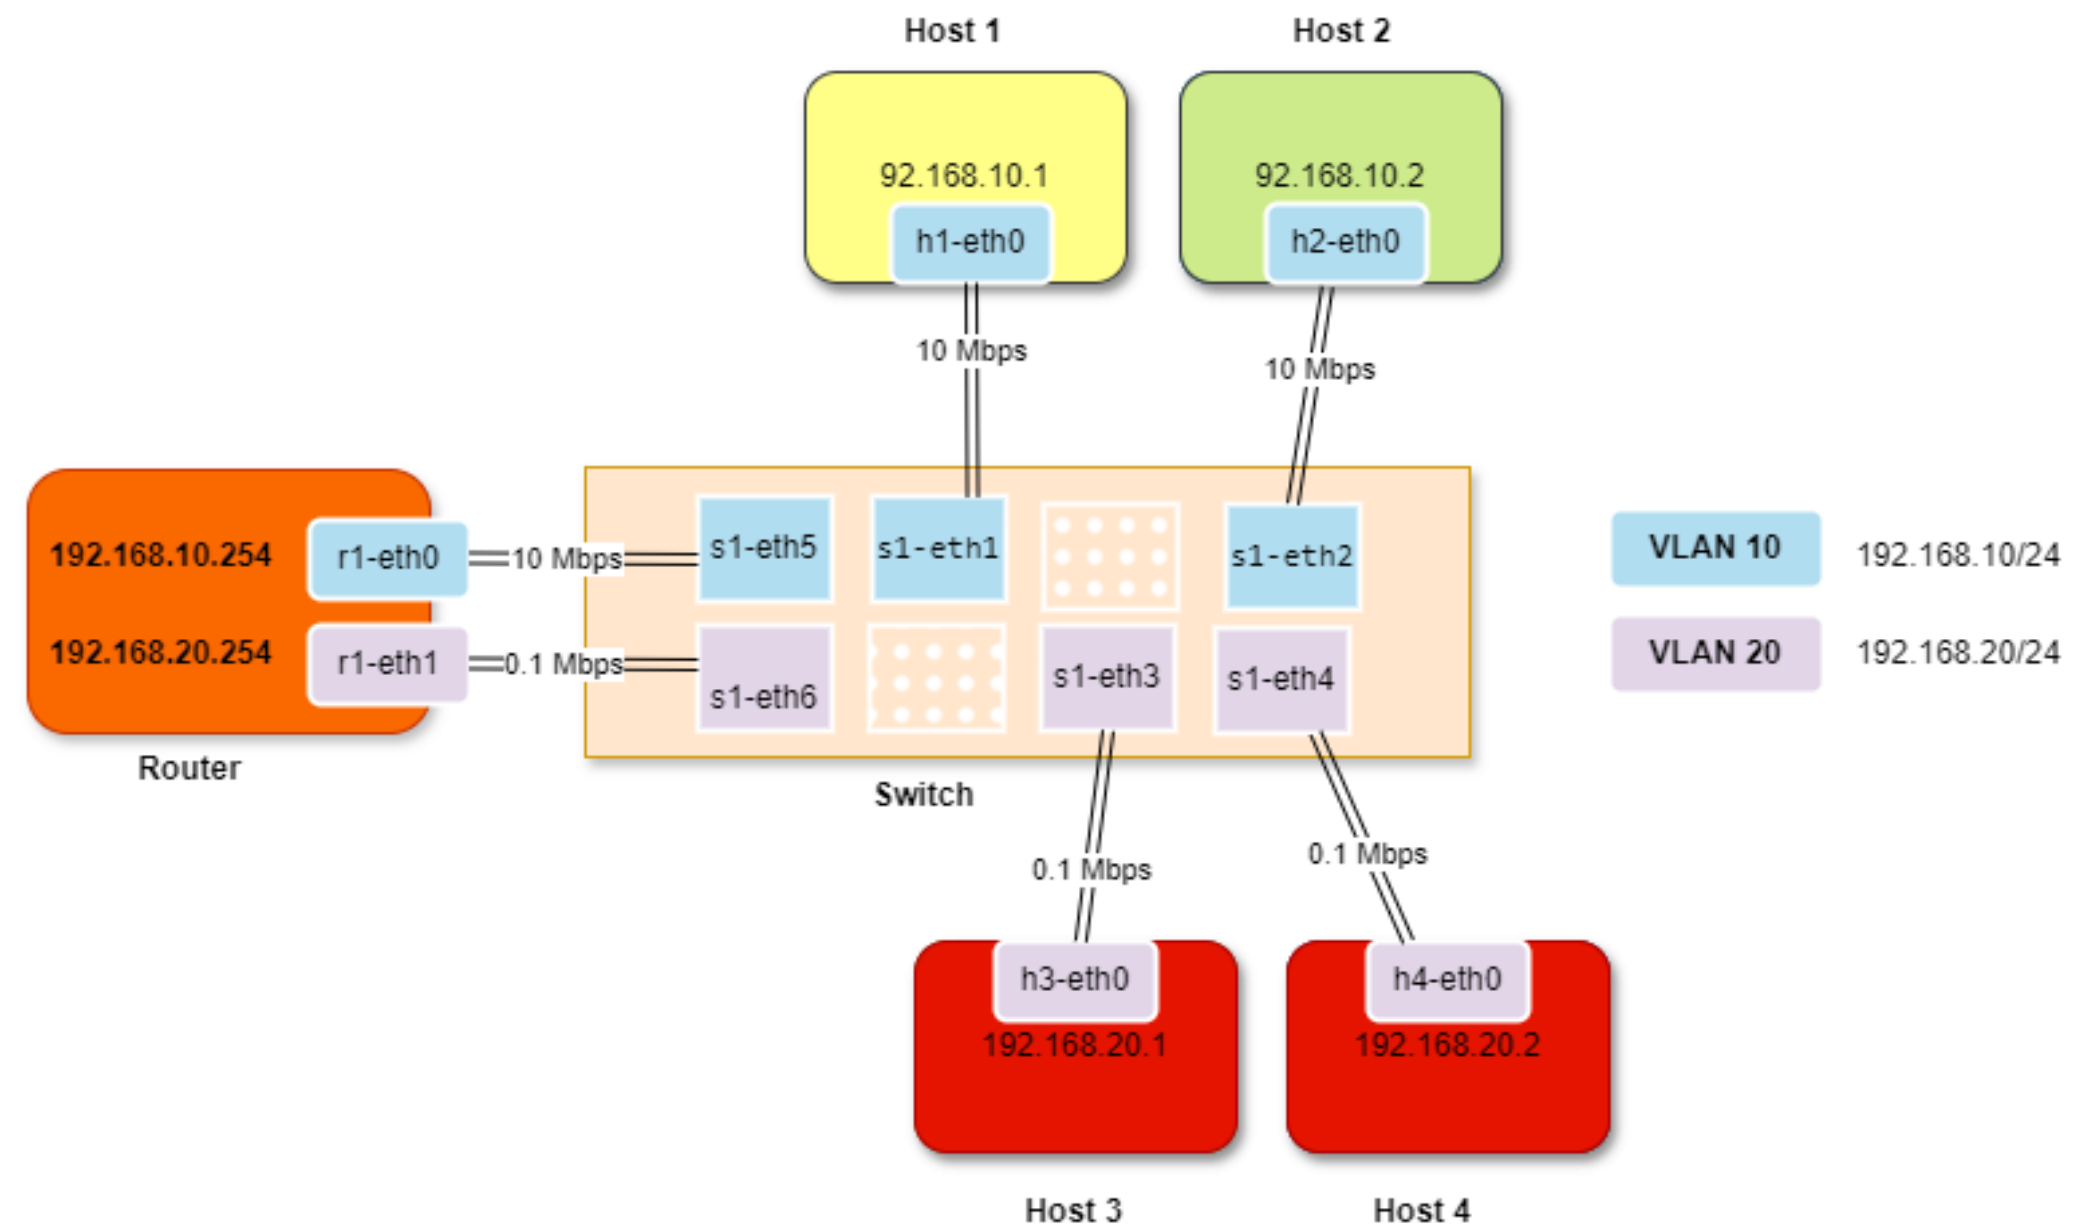 Host 1
Host 2
92.168.10.1
92.168.10.2
h1-eth0
h2-eth0
10 Mbps
10 Mbps
192.168.10.254
r1-eth0
10 Mbps
s1-eth5
s1-eth1
s1-eth2
VLAN 10
192.168.10/24
192.168.20.254
r1-eth1
0.1 Mbps
s1-eth6
s1-eth3
s1-eth4
VLAN 20
192.168.20/24
Router
Switch
0.1 Mbps
0.1 Mbps
h3-eth0
h4-eth0
192.168.20.1
192.168.20.2
Host 3
Host 4